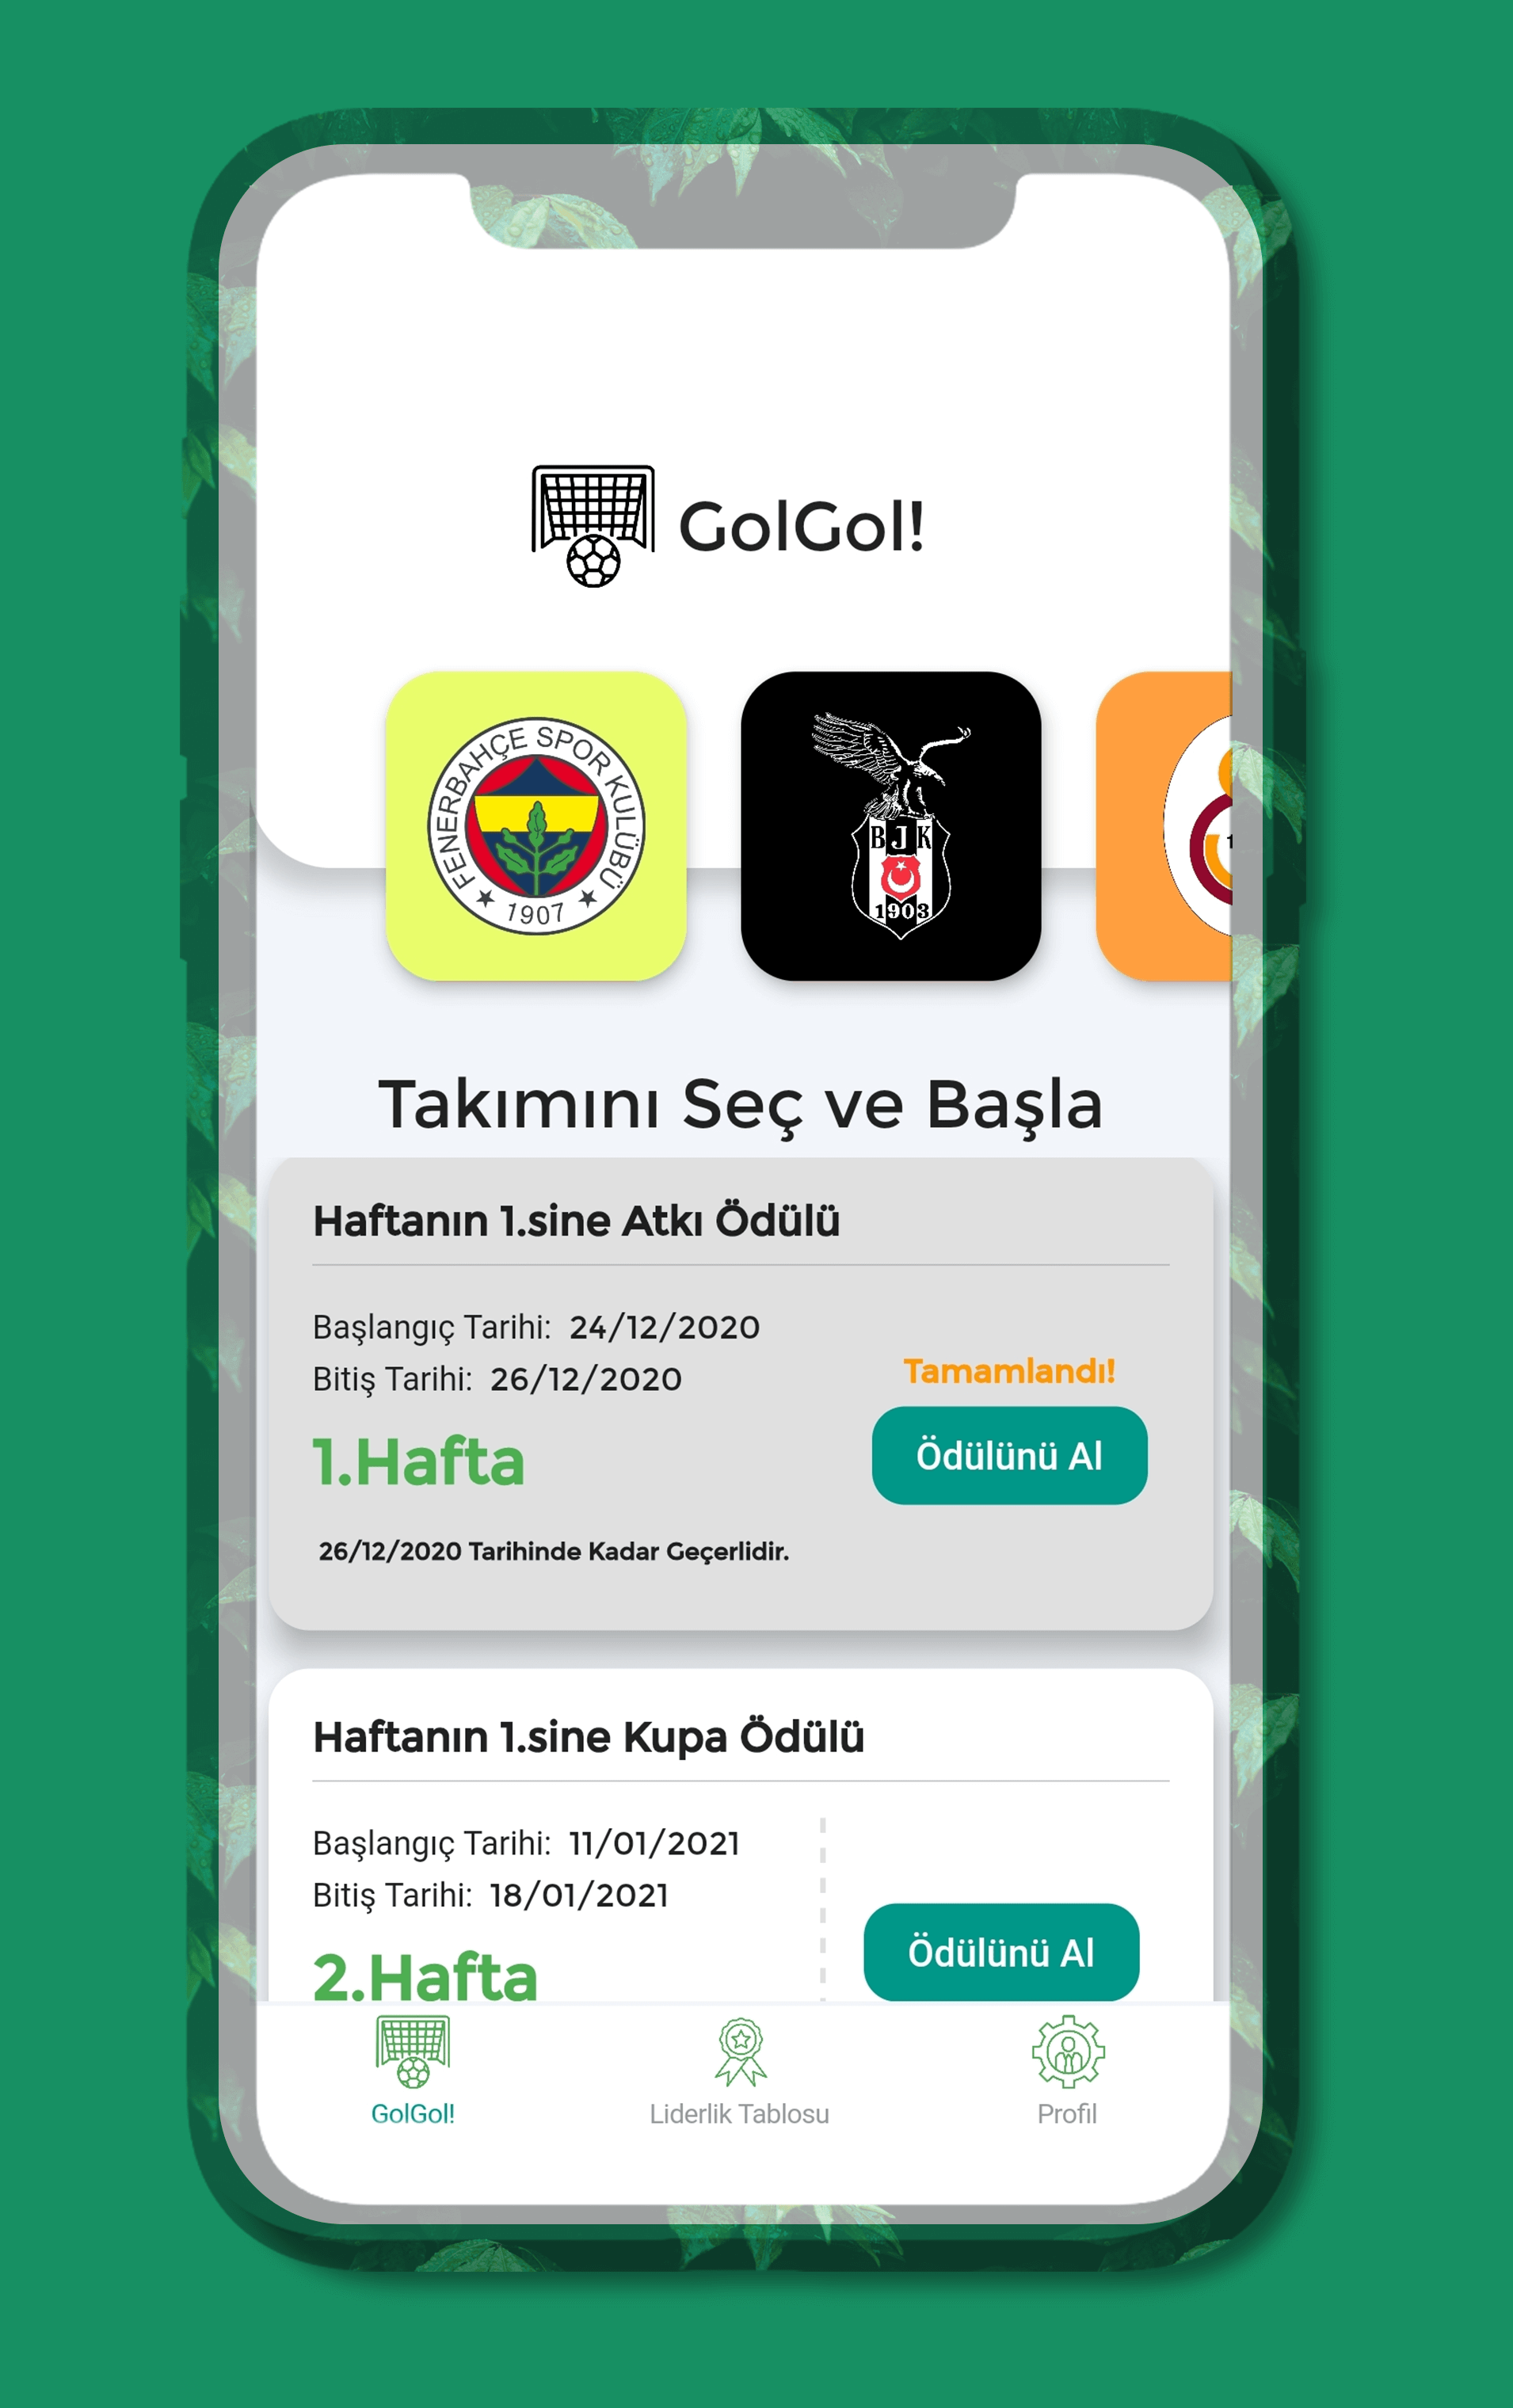 GolGol!
FENERBAHÇE SPOR KULÜBÜ
1907
BJK
1903
Takımını Seç ve Başla
Haftanın 1.sine Atkı Ödülü
Başlangıç Tarihi: 24/12/2020
Bitiş Tarihi: 26/12/2020
Tamamlandı!
1.Hafta
Ödülünü Al
26/12/2020 Tarihinde Kadar Geçerlidir.
Haftanın 1.sine Kupa Ödülü
Başlangıç Tarihi: 11/01/2021
Bitiş Tarihi: 18/01/2021
Ödülünü Al
2.Hafta
GolGol!
Liderlik Tablosu
Profil